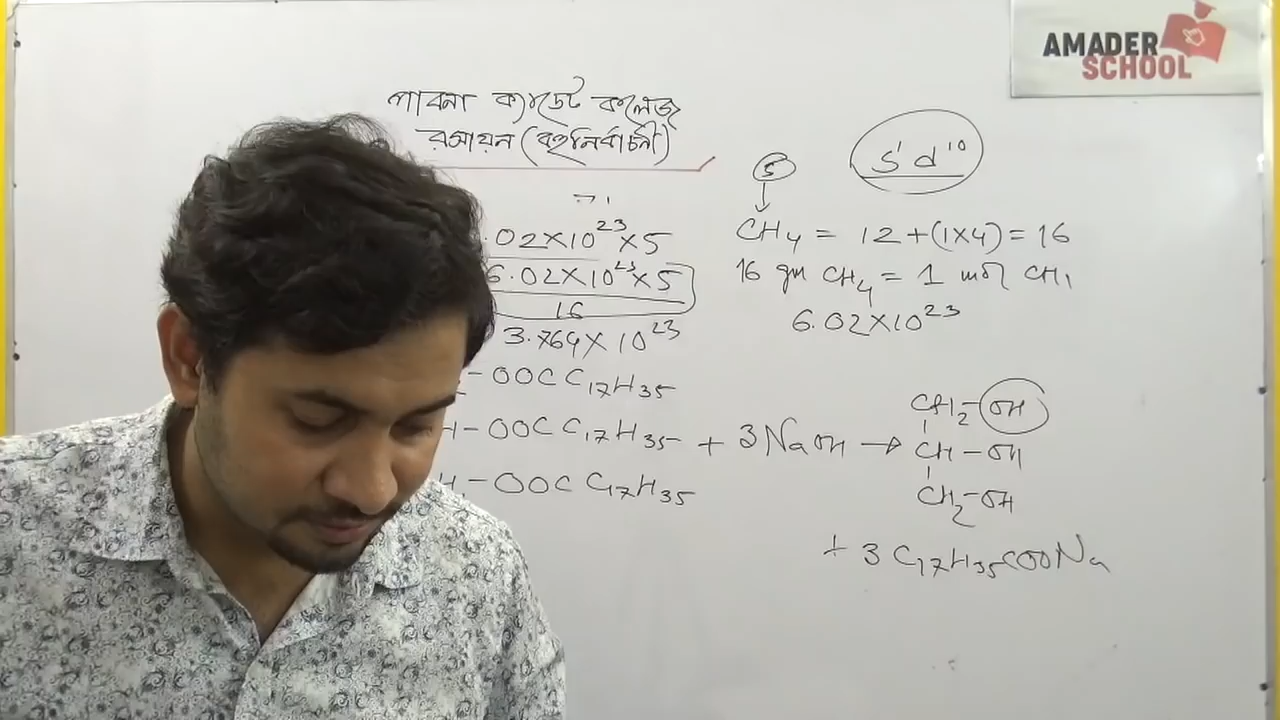 AMADER
SCHOOL
পাবনা ক্যাডেট কলেজ
রসায়ন (বহুনির্বাচনী)
.02×10²³×5
6.02×10²³×5
16
3.764×10²³
-OOCC₁₇H₃₅
H-OOCC₁₇H₃₅ + 3NaOH →
-OOCC₁₇H₃₅
s¹d¹⁰
5
CH₄ = 12+(1×4)=16
16 gm CH₄ = 1 mol CH₄
6.02×10²³
CH₂-OH
CH-OH
CH₂-OH
+ 3C₁₇H₃₅COONa